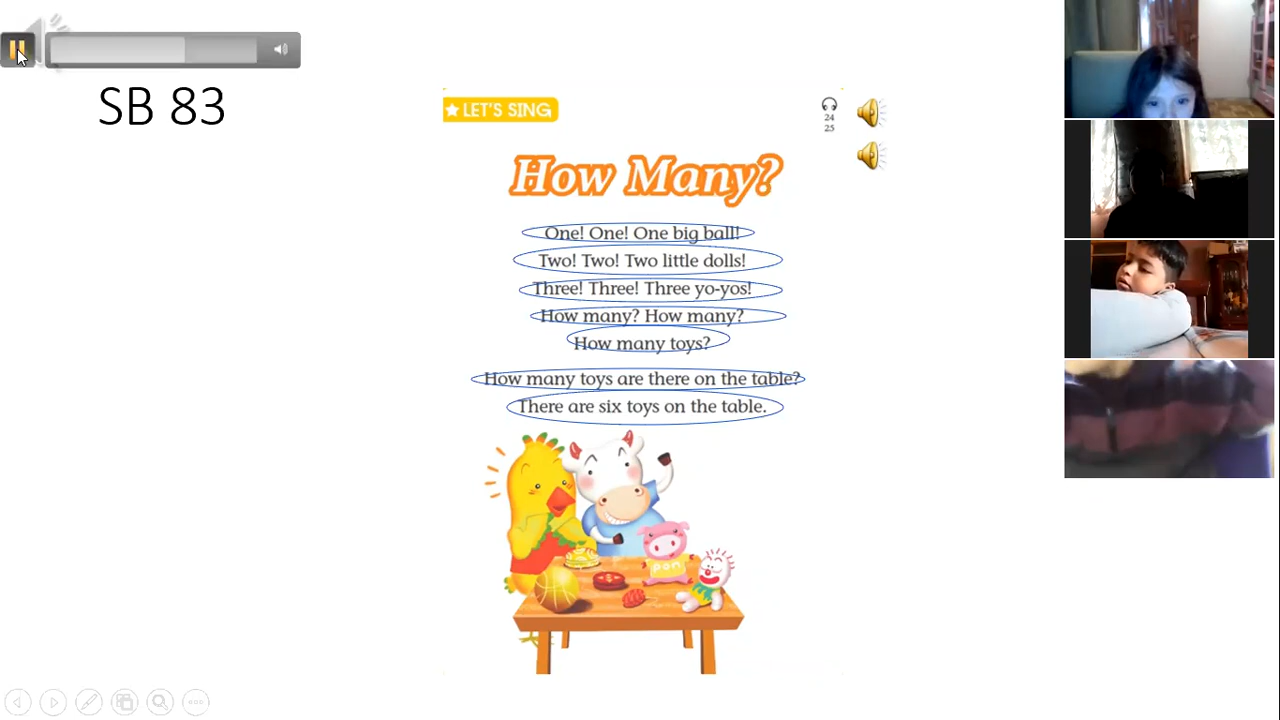 SB 83
★ LET'S SING
24
25
How Many?
One! One! One big ball!
Two! Two! Two little dolls!
Three! Three! Three yo-yos!
How many? How many?
How many toys?
How many toys are there on the table?
There are six toys on the table.
pon